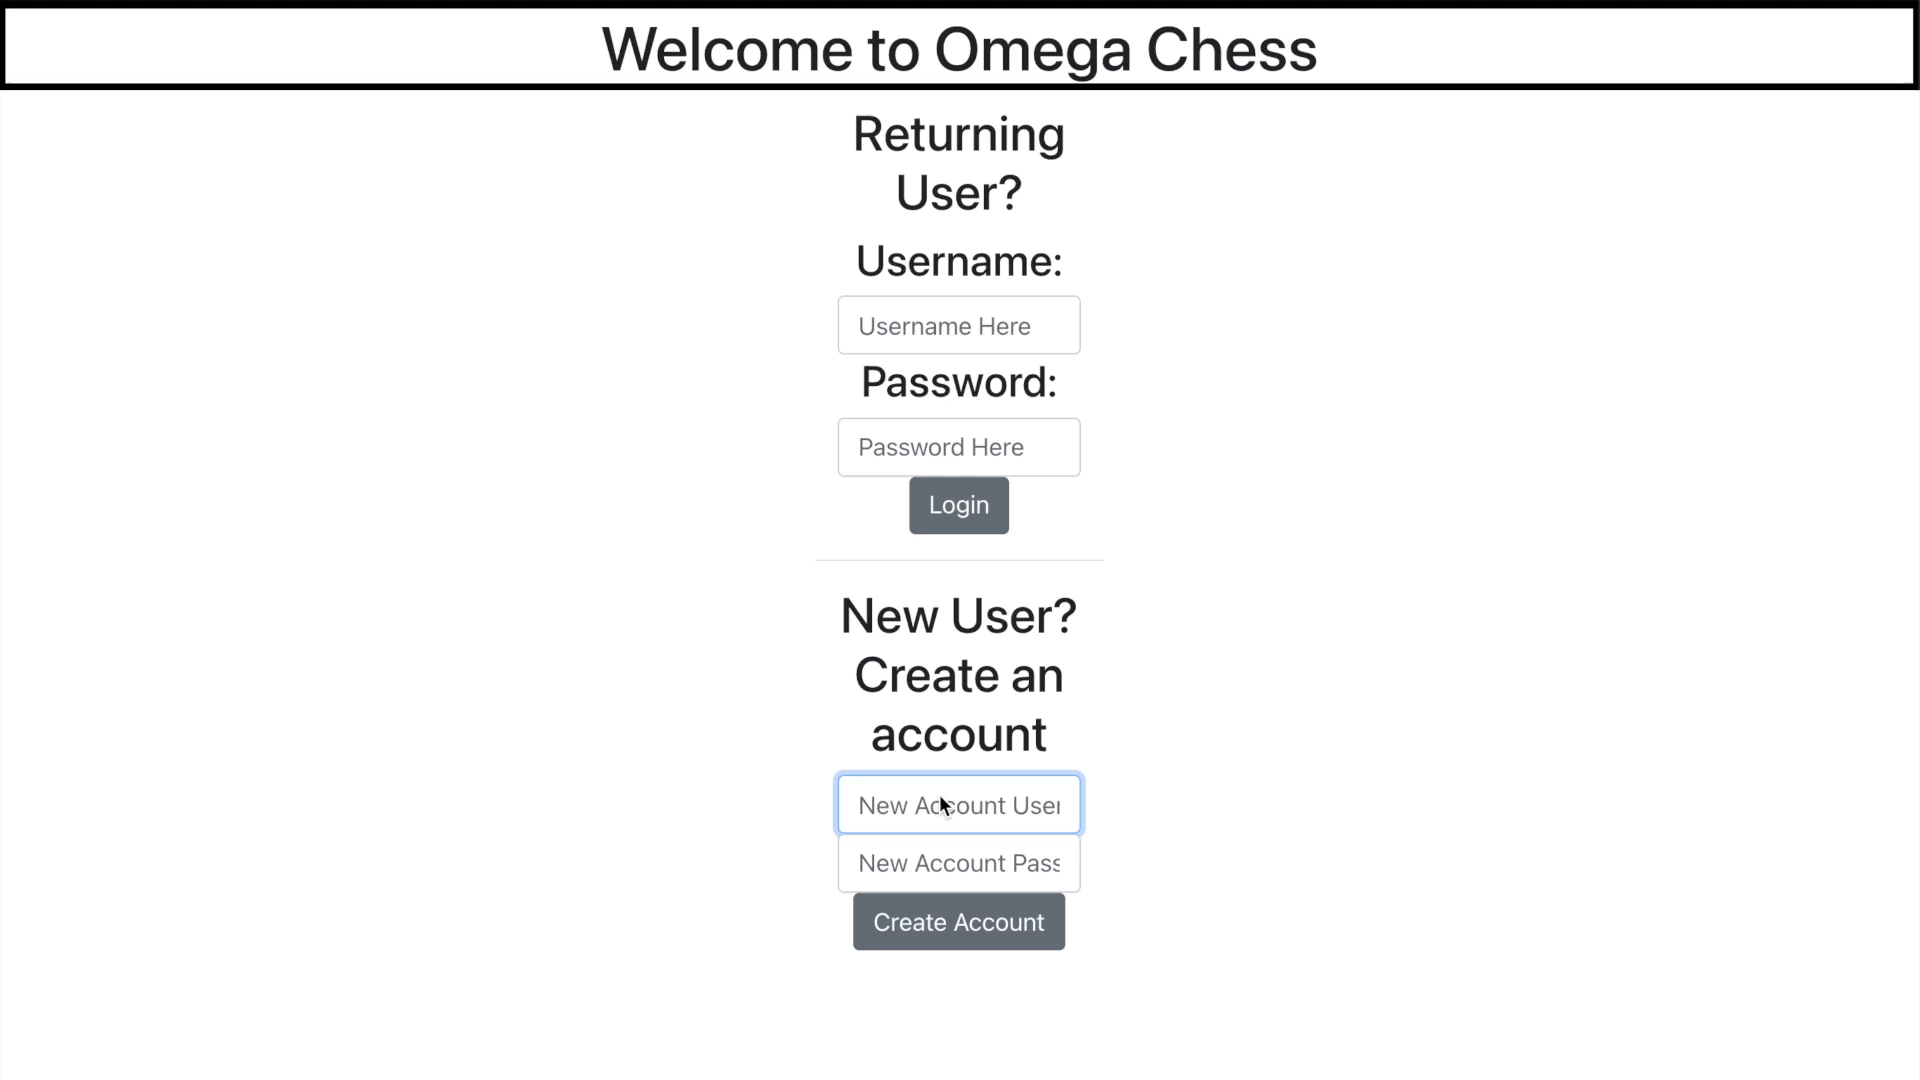 Welcome to Omega Chess
Returning
User?
Username:
Username Here
Password:
Password Here
Login
New User?
Create an
account
New Account User
New Account Pass
Create Account